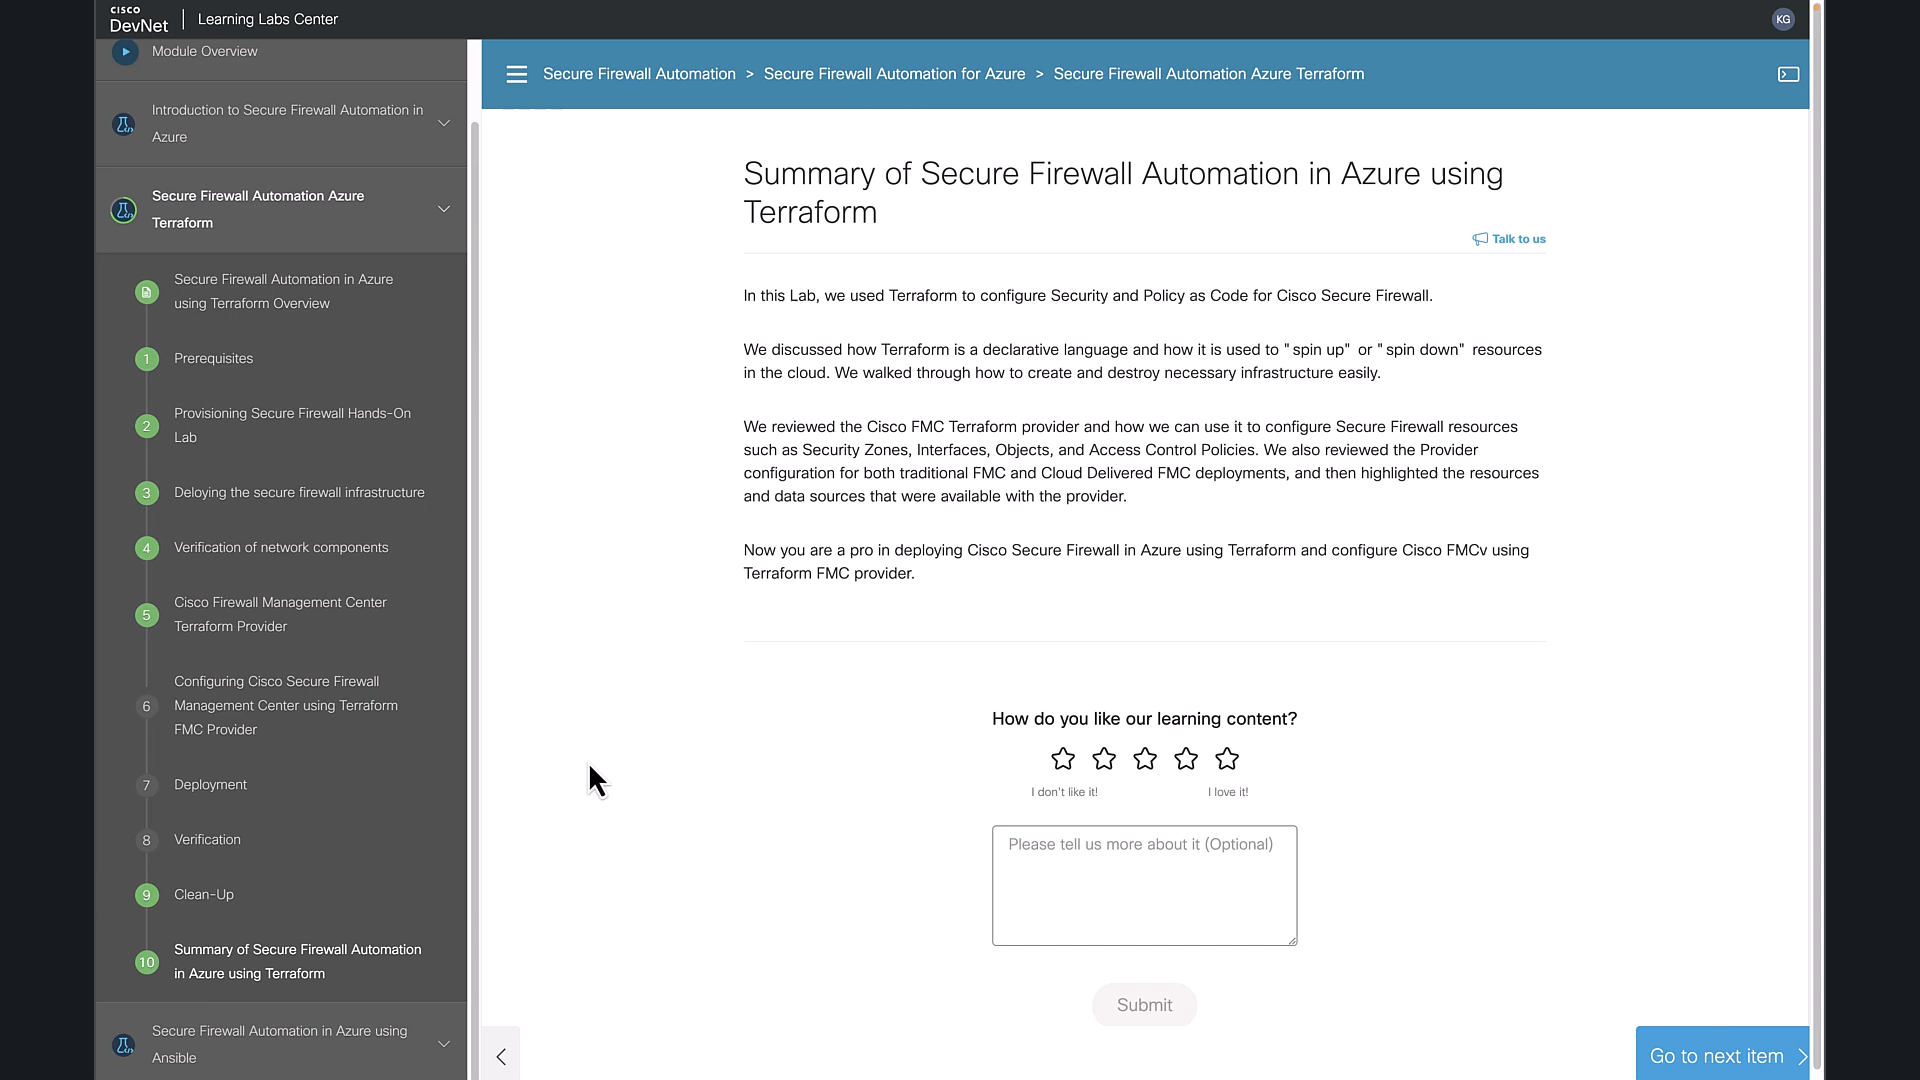 CISCO
DevNet
Learning Labs Center
KG
Module Overview
Introduction to Secure Firewall Automation in
Azure
Secure Firewall Automation Azure
Terraform
Secure Firewall Automation in Azure
using Terraform Overview
1 Prerequisites
2 Provisioning Secure Firewall Hands-On
Lab
3 Deloying the secure firewall infrastructure
4 Verification of network components
5 Cisco Firewall Management Center
Terraform Provider
6 Configuring Cisco Secure Firewall
Management Center using Terraform
FMC Provider
7 Deployment
8 Verification
9 Clean-Up
10 Summary of Secure Firewall Automation
in Azure using Terraform
Secure Firewall Automation in Azure using
Ansible
Secure Firewall Automation > Secure Firewall Automation for Azure > Secure Firewall Automation Azure Terraform
Summary of Secure Firewall Automation in Azure using
Terraform
Talk to us
In this Lab, we used Terraform to configure Security and Policy as Code for Cisco Secure Firewall.
We discussed how Terraform is a declarative language and how it is used to "spin up" or "spin down" resources
in the cloud. We walked through how to create and destroy necessary infrastructure easily.
We reviewed the Cisco FMC Terraform provider and how we can use it to configure Secure Firewall resources
such as Security Zones, Interfaces, Objects, and Access Control Policies. We also reviewed the Provider
configuration for both traditional FMC and Cloud Delivered FMC deployments, and then highlighted the resources
and data sources that were available with the provider.
Now you are a pro in deploying Cisco Secure Firewall in Azure using Terraform and configure Cisco FMCv using
Terraform FMC provider.
How do you like our learning content?
I don't like it!
I love it!
Please tell us more about it (Optional)
Submit
Go to next item